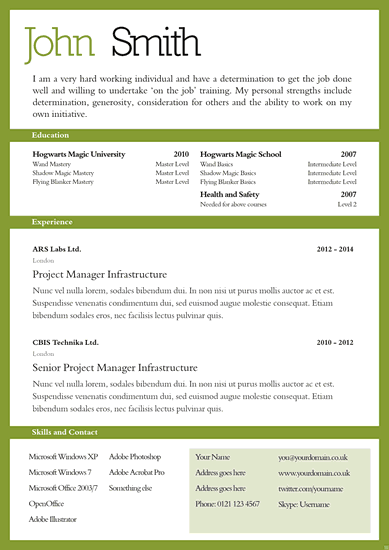 John Smith
I am a very hard working individual and have a determination to get the job done
well and willing to undertake 'on the job' training. My personal strengths include
determination, generosity, consideration for others and the ability to work on my
own initiative.
Education
Hogwarts Magic University 2010
Wand Mastery Master Level
Shadow Magic Mastery Master Level
Flying Blanket Mastery Master Level
Hogwarts Magic School 2007
Wand Basics Intermediate Level
Shadow Magic Basics Intermediate Level
Flying Blanket Basics Intermediate Level
Health and Safety 2007
Needed for above courses Level 2
Experience
ARS Labs Ltd. 2012 – 2014
London
Project Manager Infrastructure
Nunc vel nulla lorem, sodales bibendum dui. In non nisi ut purus mollis auctor ac et est.
Suspendisse venenatis condimentum dui, sed euismod augue molestie consequat. Etiam
bibendum sodales eros, nec facilisis lectus pulvinar quis.
CBIS Technika Ltd. 2010 – 2012
London
Senior Project Manager Infrastructure
Nunc vel nulla lorem, sodales bibendum dui. In non nisi ut purus mollis auctor ac et est.
Suspendisse venenatis condimentum dui, sed euismod augue molestie consequat. Etiam
bibendum sodales eros, nec facilisis lectus pulvinar quis.
Skills and Contact
Microsoft Windows XP
Microsoft Windows 7
Microsoft Office 2003/7
OpenOffice
Adobe Illustrator
Adobe Photoshop
Adobe Acrobat Pro
Something else
Your Name
Address goes here
Address goes here
Phone: 0121 123 4567
you@yourdomain.co.uk
www.yourdomain.co.uk
twitter.com/yourname
Skype: Username